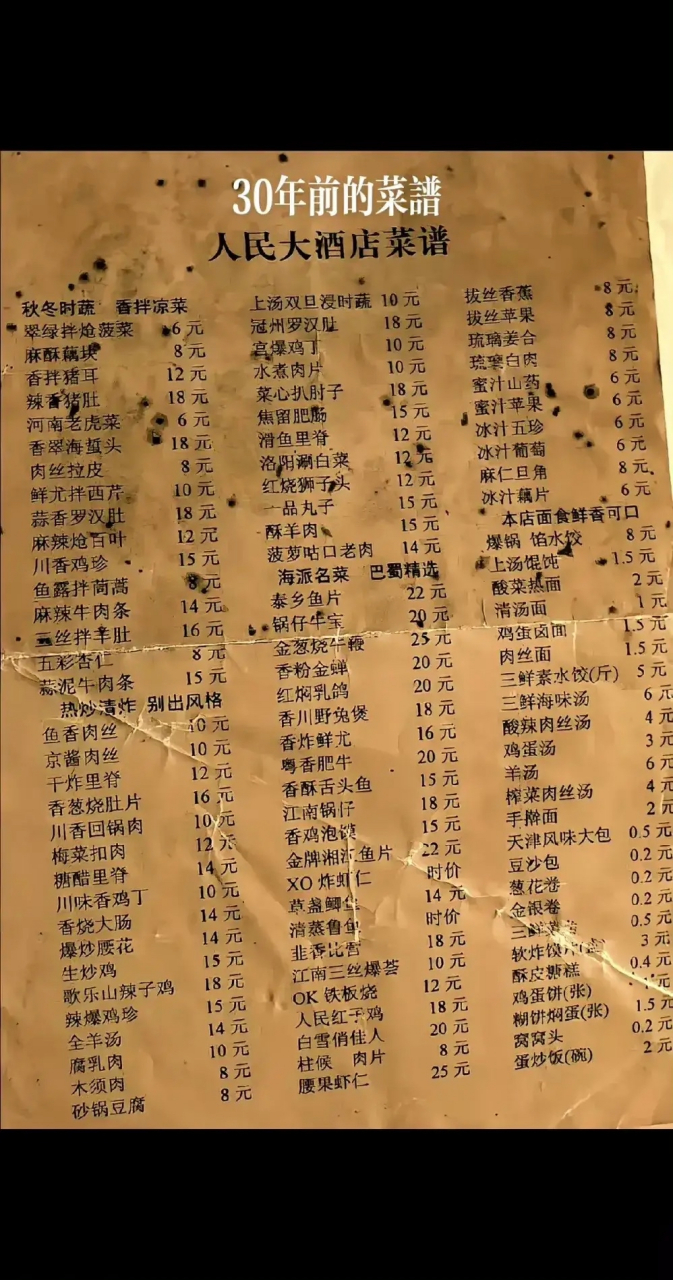 30年前的菜譜
人民大酒店菜谱
秋冬时蔬 香拌凉菜
翠绿拌炝菠菜 6元
麻酥藕块 8元
香拌猪耳 12元
辣香猪肚 18元
河南老虎菜 6元
香翠海蜇头 18元
肉丝拉皮 8元
鲜尤拌西芹 10元
蒜香罗汉肚 18元
麻辣炝百叶 12元
川香鸡珍 15元
鱼露拌茼蒿 8元
麻辣牛肉条 14元
三丝拌羊肚 16元
五彩杏仁 8元
蒜泥牛肉条 15元
热炒清炸 别出风格
鱼香肉丝 10元
京酱肉丝 10元
干炸里脊 12元
香葱烧肚片 16元
川香回锅肉 10元
梅菜扣肉 12元
糖醋里脊 14元
川味香鸡丁 10元
香烧大肠 14元
爆炒腰花 14元
生炒鸡 15元
歌乐山辣子鸡 18元
辣爆鸡珍 15元
全羊汤 14元
腐乳肉 10元
木须肉 8元
砂锅豆腐 8元
上汤双旦浸时蔬 10元
冠州罗汉肚 18元
宫爆鸡丁 10元
水煮肉片 10元
菜心扒肘子 18元
焦留肥肠 15元
滑鱼里脊 12元
洛阳涮白菜 12元
红烧狮子头 12元
一品丸子 15元
酥羊肉 15元
菠萝咕口老肉 14元
海派名菜 巴蜀精选
泰乡鱼片 22元
锅仔牛宝 20元
金葱烧牛鞭 25元
香粉金蝉 20元
红焖乳鸽 20元
香川野兔煲 18元
香炸鲜尤 16元
粤香肥牛 20元
香酥舌头鱼 15元
江南锅仔 18元
香鸡泡馍 15元
金牌湘江鱼片 22元
XO炸虾仁 时价
草盏鲫鱼 14元
清蒸鲁鱼 时价
韭香比管 18元
江南三丝爆荟 10元
OK铁板烧 12元
人民红干鸡 18元
白雪俏佳人 20元
柱候 肉片 8元
腰果虾仁 25元
拔丝香蕉 8元
拔丝苹果 8元
琉璃姜合 8元
琉璃白肉 8元
蜜汁山药 6元
蜜汁苹果 6元
冰汁五珍 6元
冰汁葡萄 6元
麻仁旦角 8元
冰汁藕片 6元
本店面食鲜香可口
爆锅 馅水饺 8元
上汤馄饨 1.5元
酸菜热面 2元
清汤面 1元
鸡蛋卤面 1.5元
肉丝面 1.5元
三鲜素水饺(斤) 5元
三鲜海味汤 6元
酸辣肉丝汤 4元
鸡蛋汤 3元
羊汤 6元
榨菜肉丝汤 4元
手擀面 2元
天津风味大包 0.5元
豆沙包 0.2元
葱花卷 0.2元
金银卷 0.2元
三鲜 0.5元
软炸馍片 3元
酥皮糖糕 0.4元
鸡蛋饼(张) 元
糊饼焖蛋(张) 1.5元
窝窝头 0.2元
蛋炒饭(碗) 2元